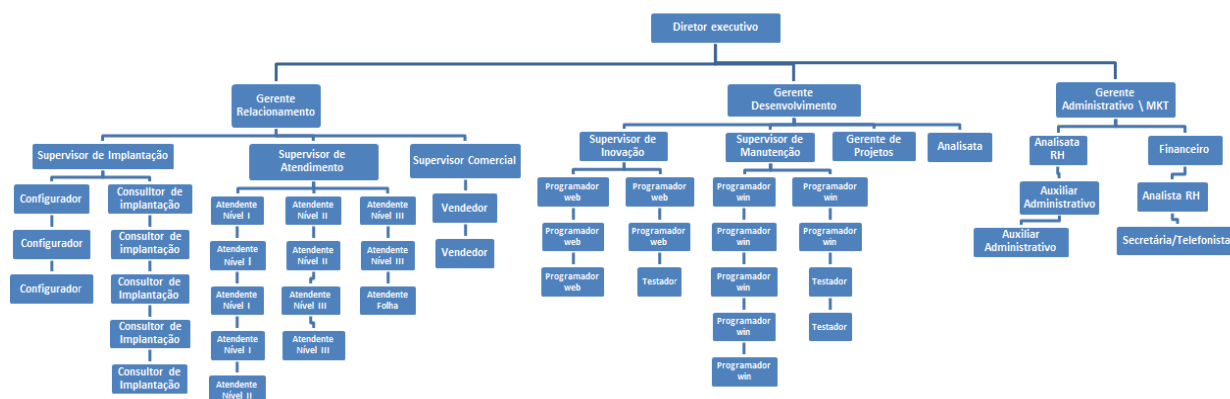 Diretor executivo
Gerente
Relacionamento
Gerente
Desenvolvimento
Gerente
Administrativo \ MKT
Supervisor de Implantação
Supervisor de
Atendimento
Supervisor Comercial
Supervisor de
Inovação
Supervisor de
Manutenção
Gerente de
Projetos
Analisata
Analisata
RH
Financeiro
Configurador
Configurador
Configurador
Consultor de
implantação
Consultor de
implantação
Consultor de
Implantação
Consultor de
Implantação
Consultor de
Implantação
Atendente
Nível I
Atendente
Nível I
Atendente
Nível I
Atendente
Nível I
Atendente
Nível II
Atendente
Nível II
Atendente
Nível II
Atendente
Nível III
Atendente
Nível III
Atendente
Nível III
Atendente
Nível III
Atendente
Folha
Vendedor
Vendedor
Programador
web
Programador
web
Programador
web
Programador
web
Programador
web
Testador
Programador
win
Programador
win
Programador
win
Programador
win
Programador
win
Programador
win
Programador
win
Testador
Testador
Auxiliar
Administrativo
Auxiliar
Administrativo
Analista RH
Secretária/Telefonista